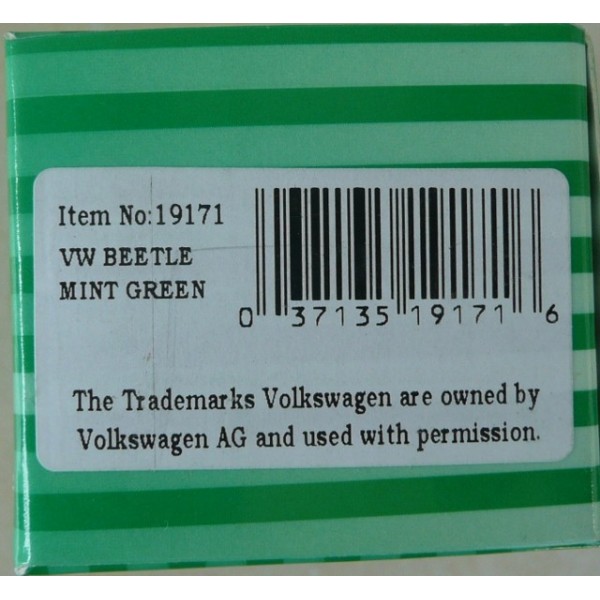 Item No:19171
VW BEETLE
MINT GREEN
0 37135 19171 6
The Trademarks Volkswagen are owned by
Volkswagen AG and used with permission.